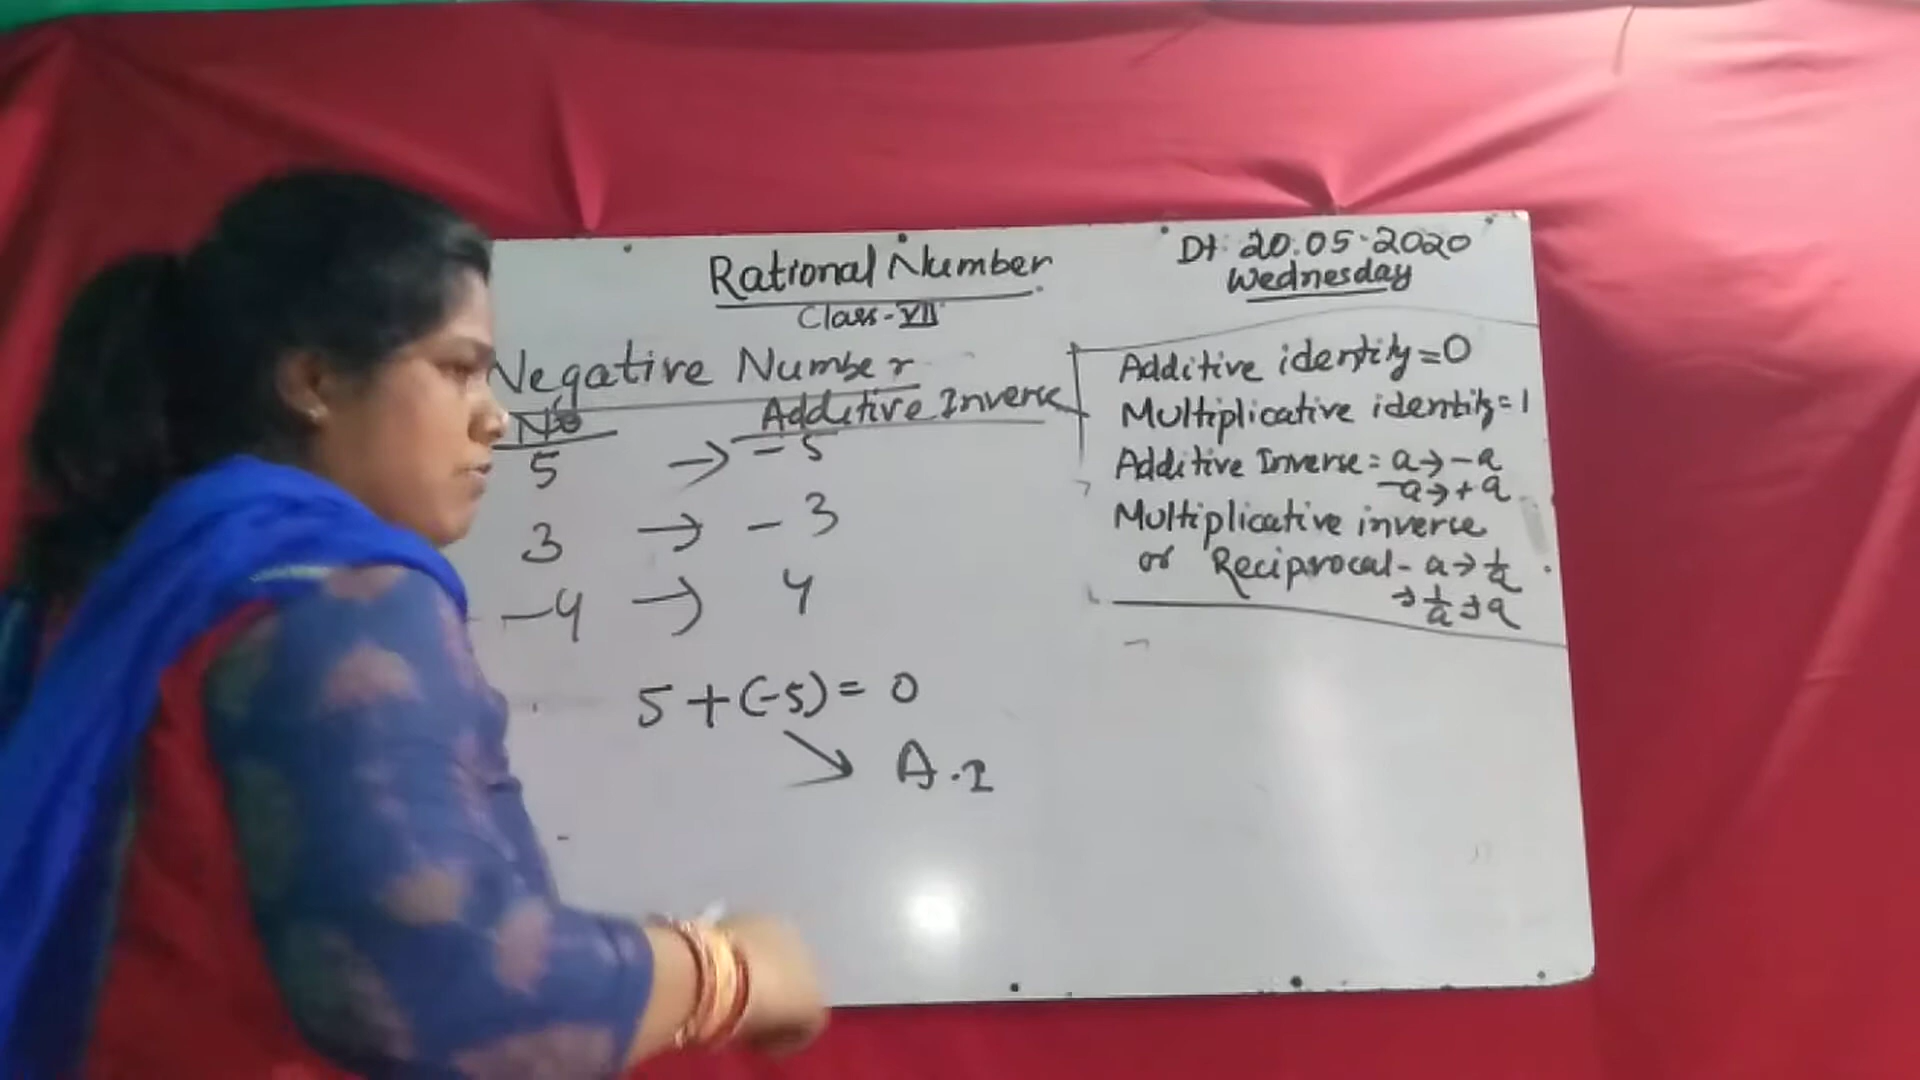 Rational Number
Class-VII
Dt: 20.05.2020
Wednesday
Negative Number
No Additive Inverse
5 → -5
3 → -3
-4 → 4
5+(-5)= 0
↘ A.I
Additive identity=0
Multiplicative identity=1
Additive Inverse= a→-a
-a→+a
Multiplicative inverse
or Reciprocal- a→1/a
→ 1/a→a